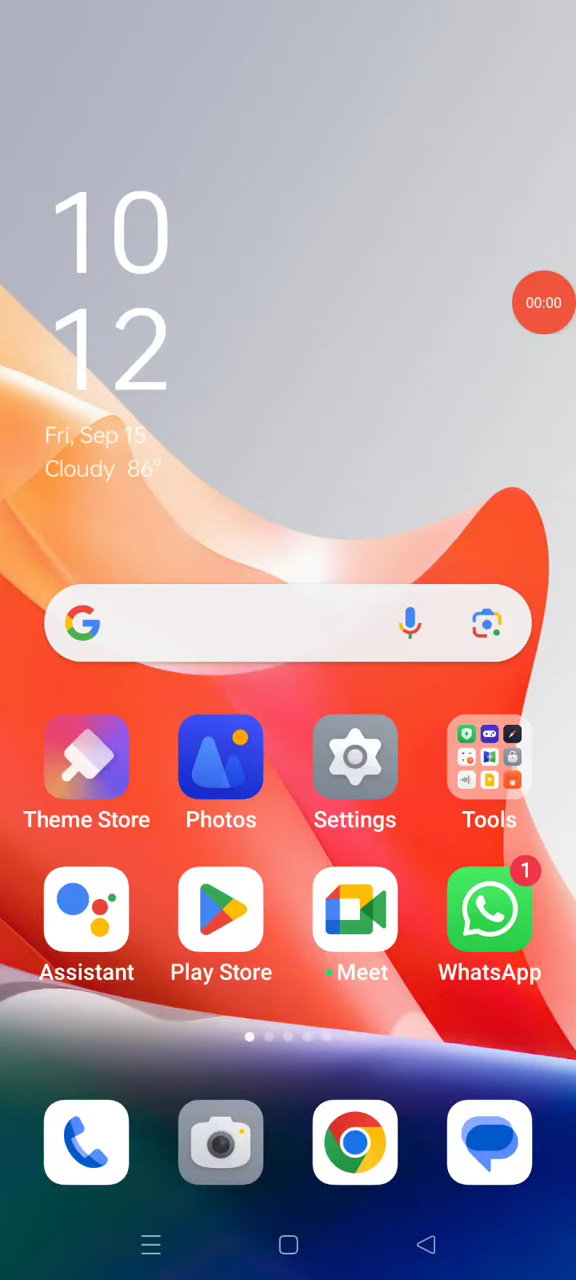 10
12
Fri, Sep 15
Cloudy 86°
00:00
Theme Store
Photos
Settings
Tools
1
Assistant
Play Store
Meet
WhatsApp